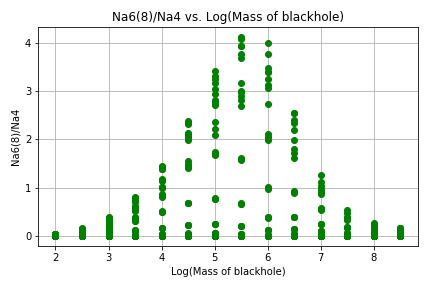 Na6(8)/Na4 vs. Log(Mass of blackhole)
4
3
2
1
0
Na6(8)/Na4
2 3 4 5 6 7 8
Log(Mass of blackhole)